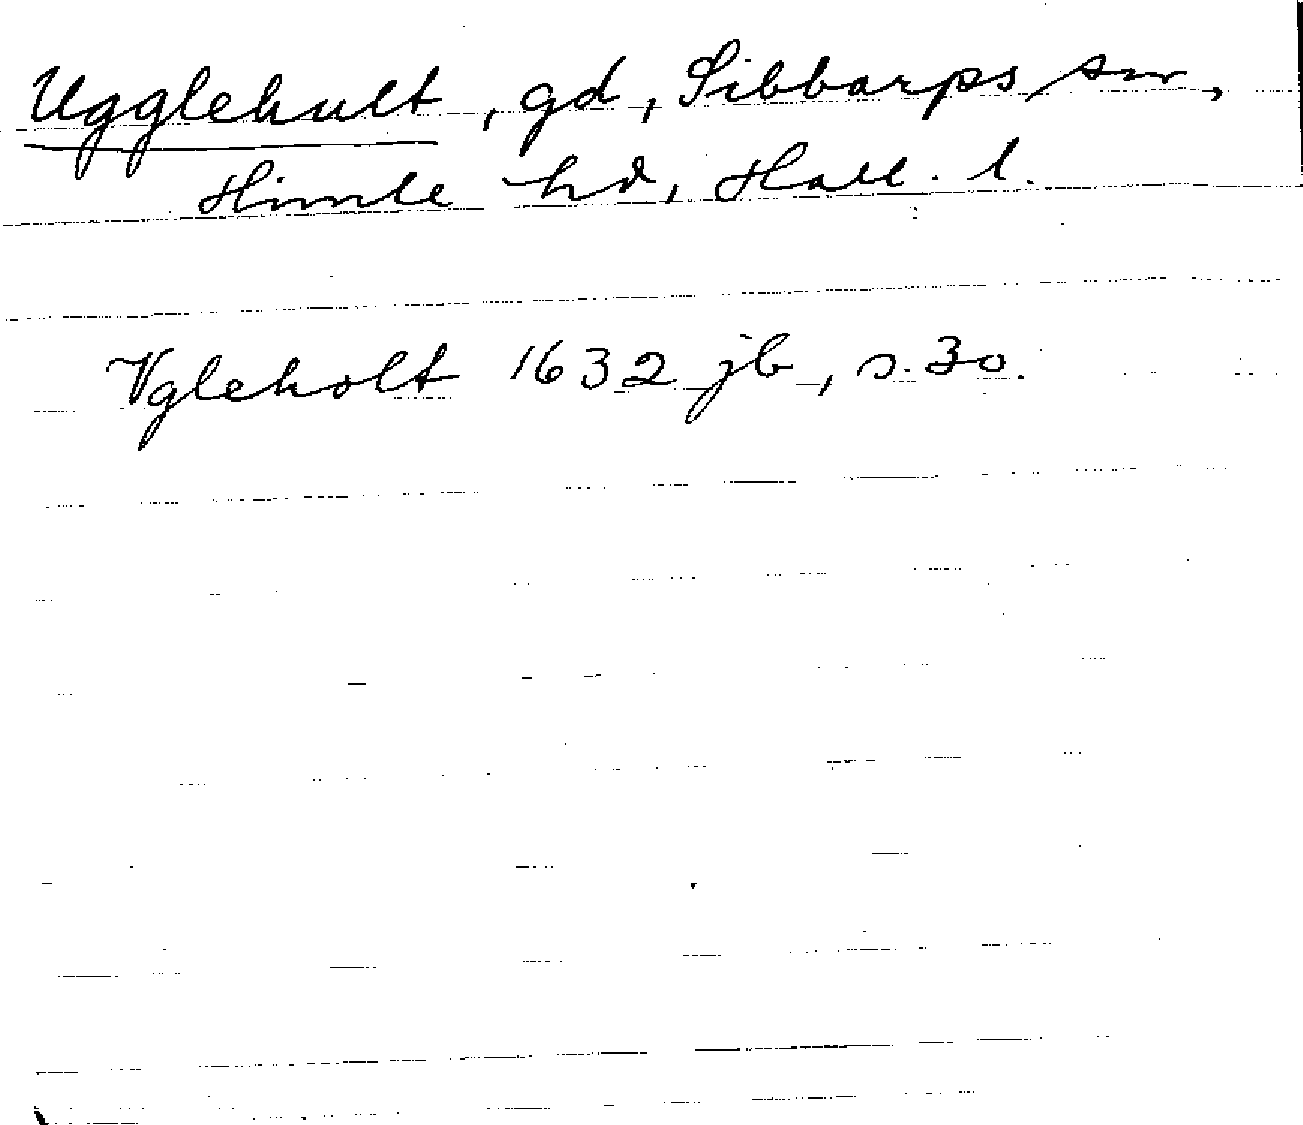 Ugglehult, gd, Sibbarps sn,
Himle hd, Hall. l.
Vgleholt 1632 jb, s. 30.